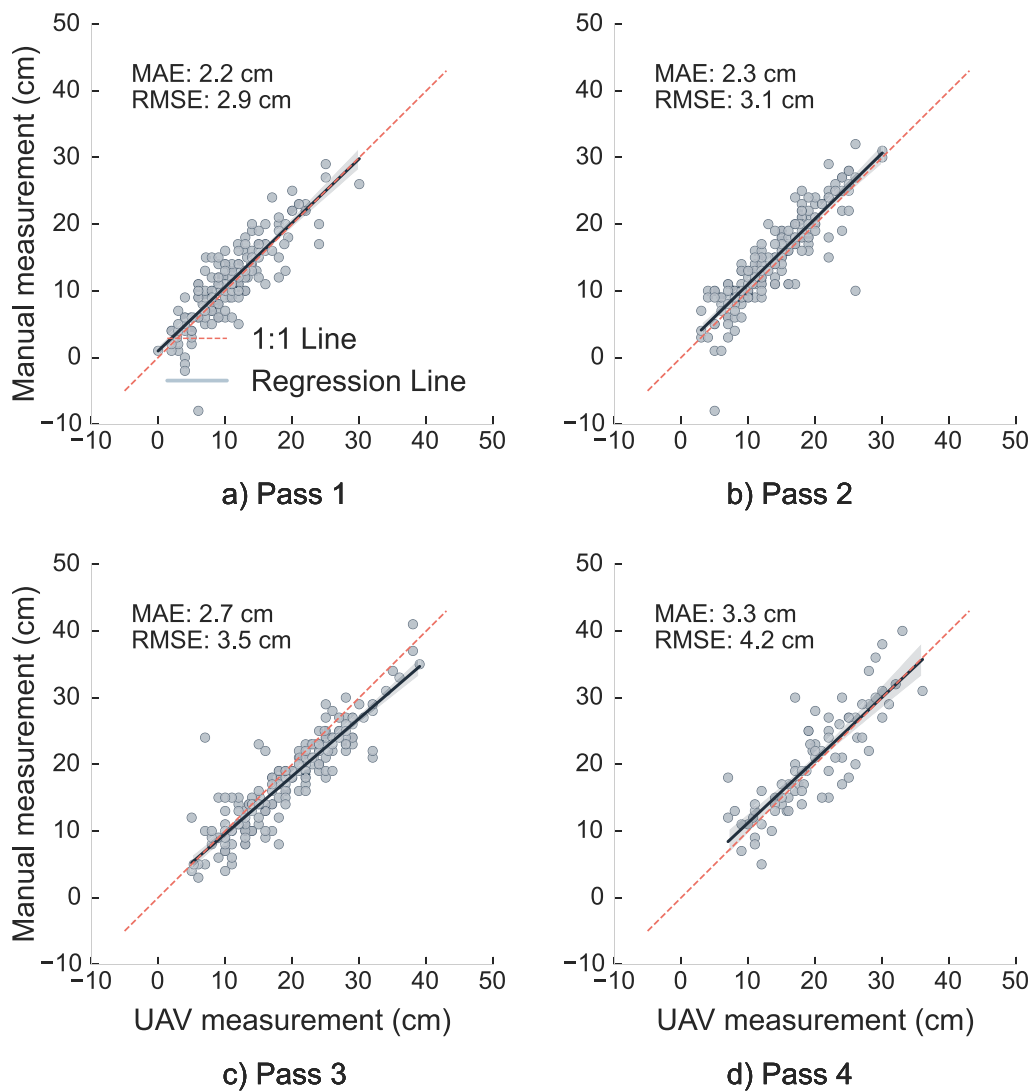 50
40
30
20
10
0
−10
Manual measurement (cm)
MAE: 2.2 cm
RMSE: 2.9 cm
1:1 Line
Regression Line
−10 0 10 20 30 40 50
a) Pass 1
50
40
30
20
10
0
−10
MAE: 2.3 cm
RMSE: 3.1 cm
−10 0 10 20 30 40 50
b) Pass 2
50
40
30
20
10
0
−10
Manual measurement (cm)
MAE: 2.7 cm
RMSE: 3.5 cm
−10 0 10 20 30 40 50
UAV measurement (cm)
c) Pass 3
50
40
30
20
10
0
−10
MAE: 3.3 cm
RMSE: 4.2 cm
−10 0 10 20 30 40 50
UAV measurement (cm)
d) Pass 4